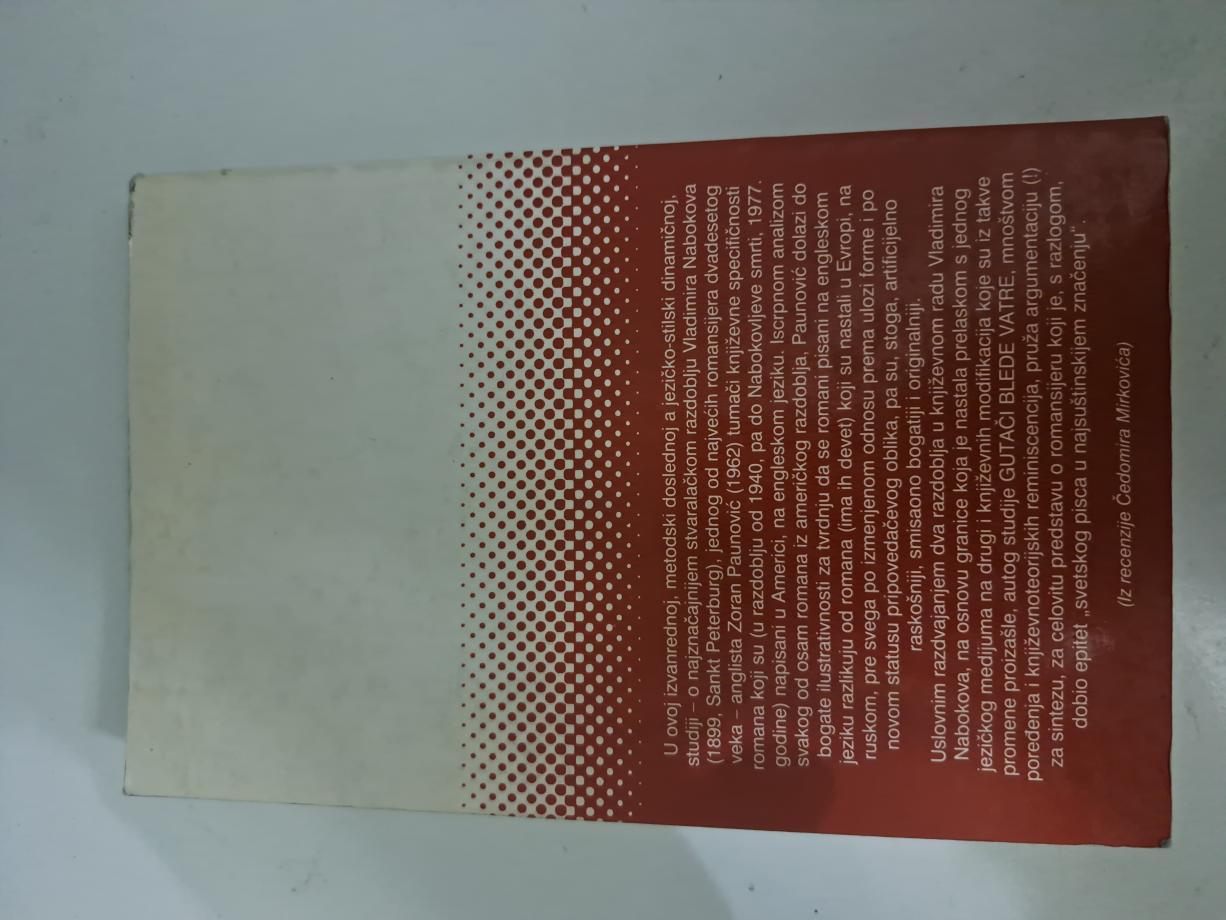 U ovoj izvanrednoj, metodski doslednoj a jezičko-stilski dinamičnoj,
studiji – o najznačajnijem stvaralačkom razdoblju Vladimira Nabokova
(1899, Sankt Peterburg), jednog od najvećih romansijera dvadesetog
veka – anglista Zoran Paunović (1962) tumači književne specifičnosti
romana koji su (u razdoblju od 1940, pa do Nabokovljeve smrti, 1977.
godine) napisani u Americi, na engleskom jeziku. Iscrpnom analizom
svakog od osam romana iz američkog razdoblja, Paunović dolazi do
bogate ilustrativnosti za tvrdnju da se romani pisani na engleskom
jeziku razlikuju od romana (ima ih devet) koji su nastali u Evropi, na
ruskom, pre svega po izmenjenom odnosu prema ulozi forme i po
novom statusu pripovedačevog oblika, pa su, stoga, artificijelno
raskošniji, smisaono bogatiji i originalniji.
Uslovnim razdvajanjem dva razdoblja u književnom radu Vladimira
Nabokova, na osnovu granice koja je nastala prelaskom s jednog
jezičkog medijuma na drugi i književnih modifikacija koje su iz takve
promene proizašle, autog studije GUTAČI BLEDE VATRE, mnoštvom
poređenja i književnoteorijskih reminiscencija, pruža argumentaciju (!)
za sintezu, za celovitu predstavu o romansijeru koji je, s razlogom,
dobio epitet „svetskog pisca u najsuštinskijem značenju“.
(Iz recenzije Čedomira Mirkovića)